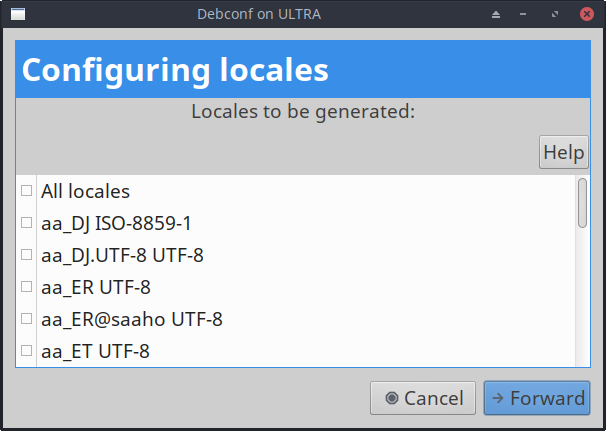 Debconf on ULTRA
Configuring locales
Locales to be generated:
Help
All locales
aa_DJ ISO-8859-1
aa_DJ.UTF-8 UTF-8
aa_ER UTF-8
aa_ER@saaho UTF-8
aa_ET UTF-8
Cancel
Forward